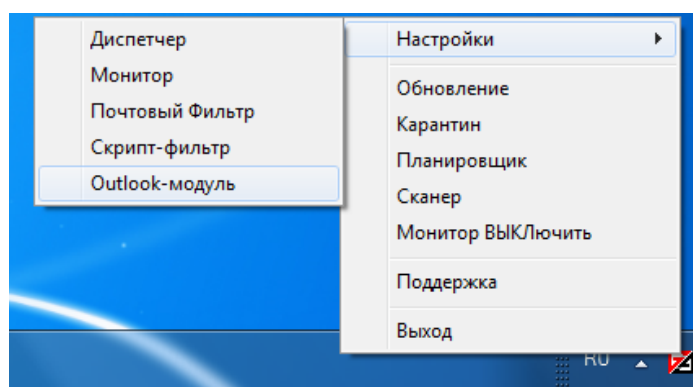 Диспетчер
Монитор
Почтовый Фильтр
Скрипт-фильтр
Outlook-модуль
Настройки
Обновление
Карантин
Планировщик
Сканер
Монитор ВЫКЛючить
Поддержка
Выход
RU